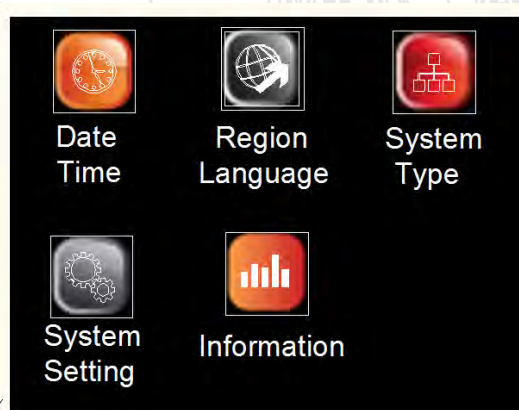 Date
Time
Region
Language
System
Type
System
Setting
Information